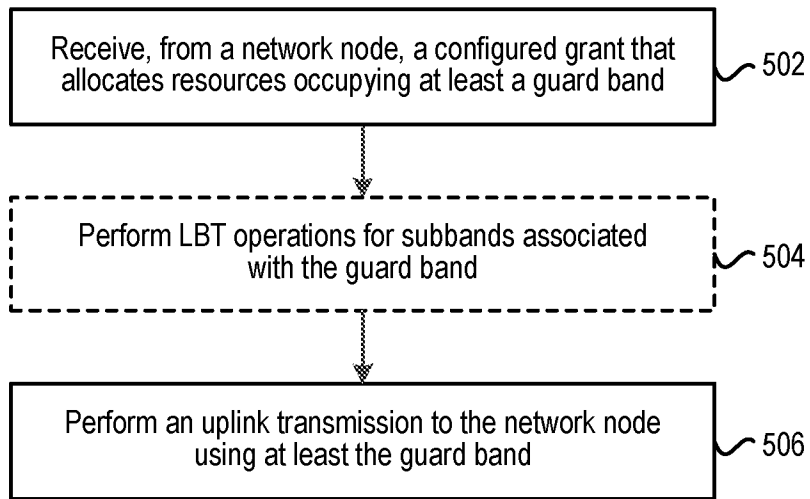 Receive, from a network node, a configured grant that
allocates resources occupying at least a guard band
502
Perform LBT operations for subbands associated
with the guard band
504
Perform an uplink transmission to the network node
using at least the guard band
506